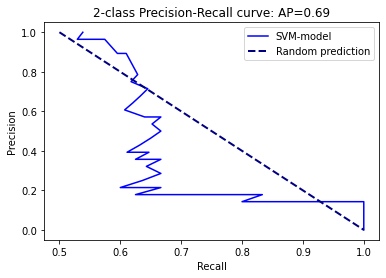 2-class Precision-Recall curve: AP=0.69
SVM-model
Random prediction
Precision
1.0
0.8
0.6
0.4
0.2
0.0
0.5 0.6 0.7 0.8 0.9 1.0
Recall